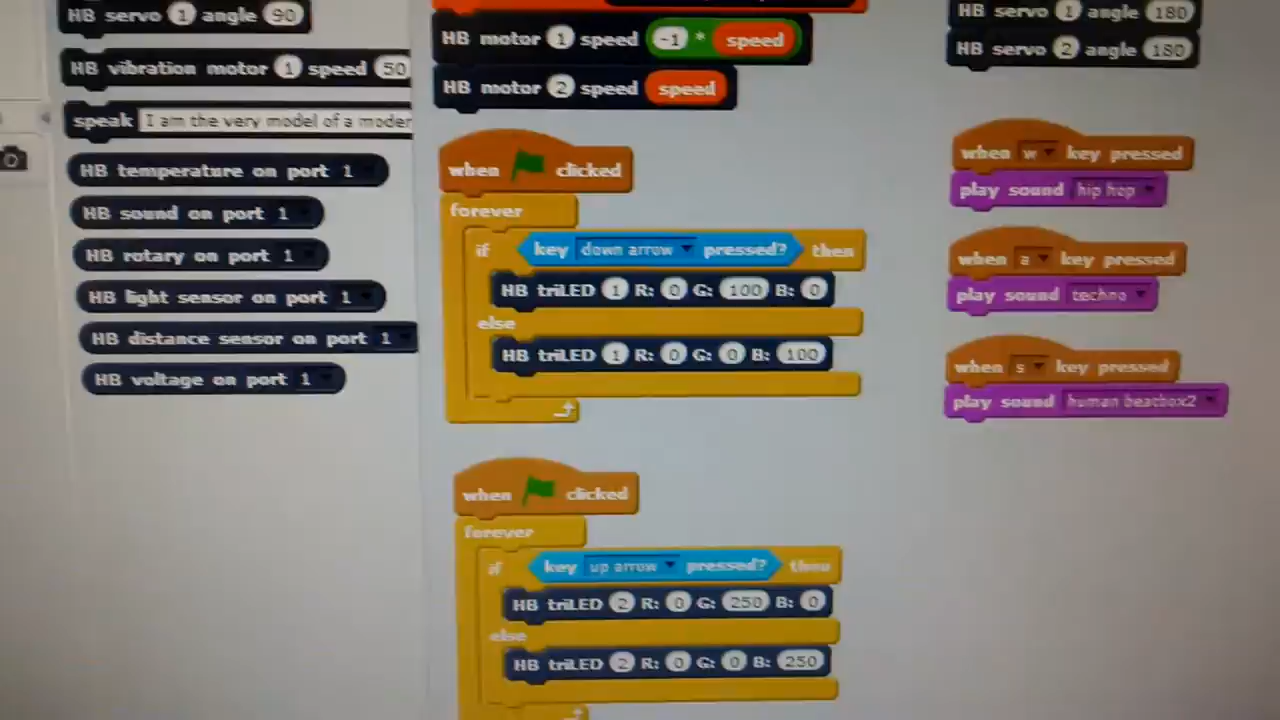 HB servo 1 angle 90
HB vibration motor 1 speed 50
speak I am the very model of a moder
HB temperature on port 1
HB sound on port 1
HB rotary on port 1
HB light sensor on port 1
HB distance sensor on port 1
HB voltage on port 1
HB motor 1 speed -1 * speed
HB motor 2 speed speed
when clicked
forever
if key down arrow pressed? then
HB triLED 1 R: 0 G: 100 B: 0
else
HB triLED 1 R: 0 G: 0 B: 100
when clicked
forever
if key up arrow pressed? then
HB triLED 2 R: 0 G: 250 B: 0
else
HB triLED 2 R: 0 G: 0 B: 250
HB servo 1 angle 180
HB servo 2 angle 180
when w key pressed
play sound hip hop
when a key pressed
play sound techno
when s key pressed
play sound human beatbox2